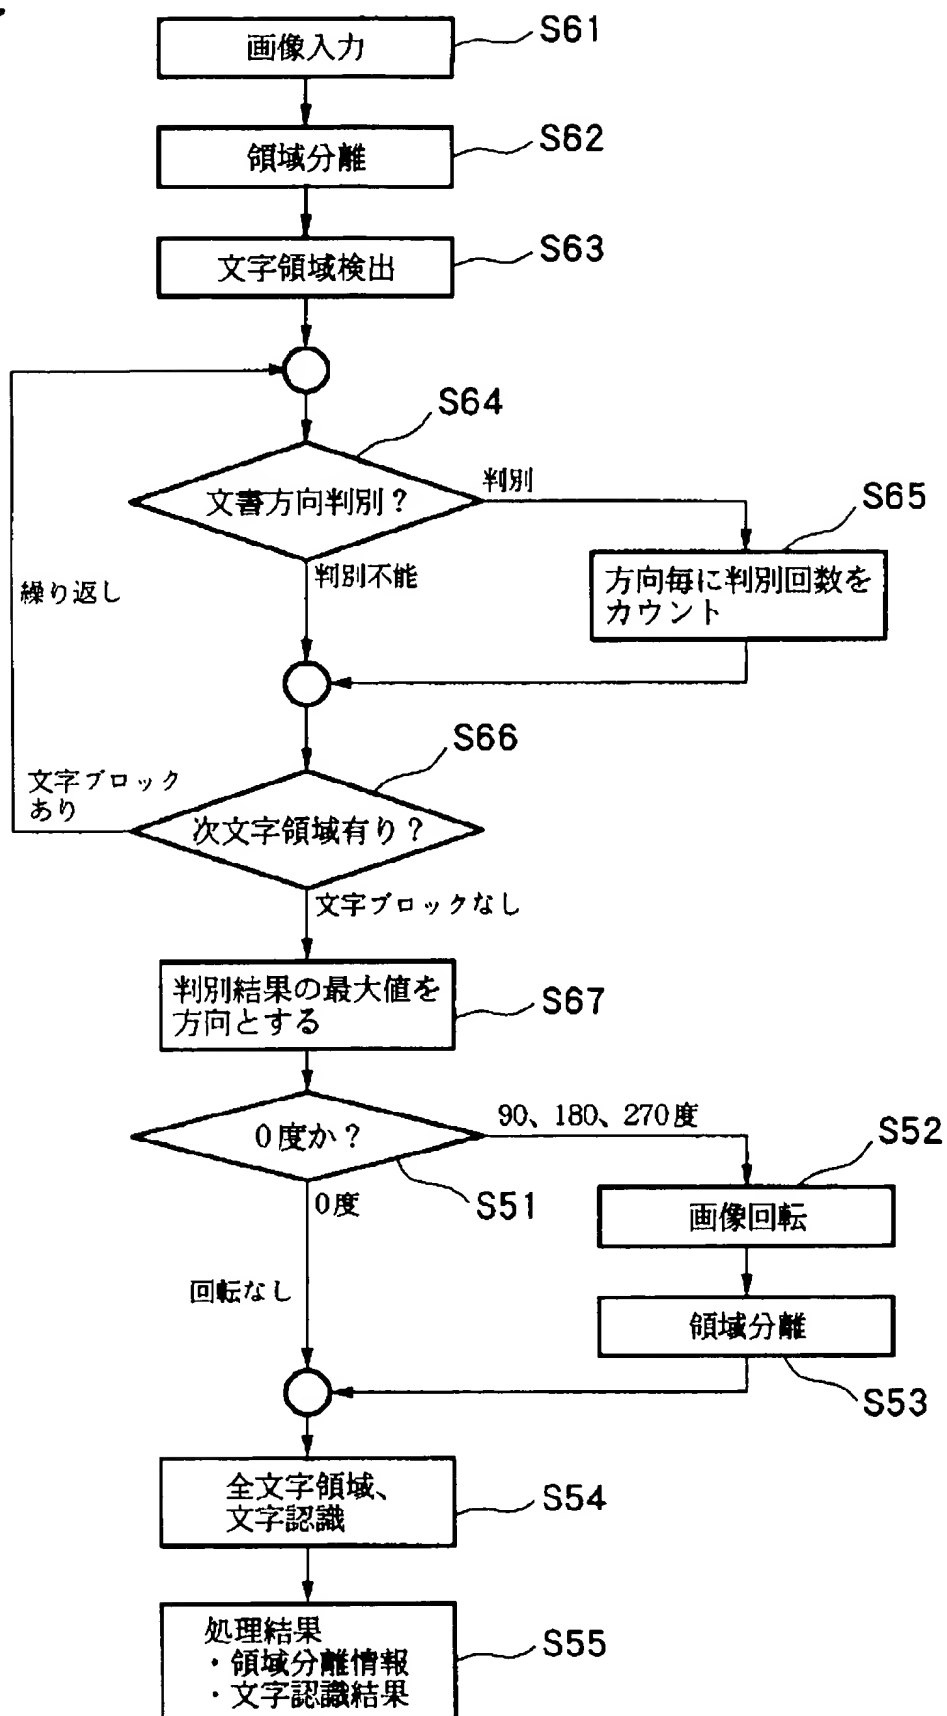 画像入力
S61
領域分離
S62
文字領域検出
S63
S64
文書方向判別？
判別
S65
方向毎に判別回数を
カウント
判別不能
繰り返し
S66
文字ブロック
あり
次文字領域有り？
文字ブロックなし
判別結果の最大値を
方向とする
S67
0度か？
90、180、270度
S52
S51
0度
画像回転
回転なし
領域分離
S53
全文字領域、
文字認識
S54
処理結果
・領域分離情報
・文字認識結果
S55